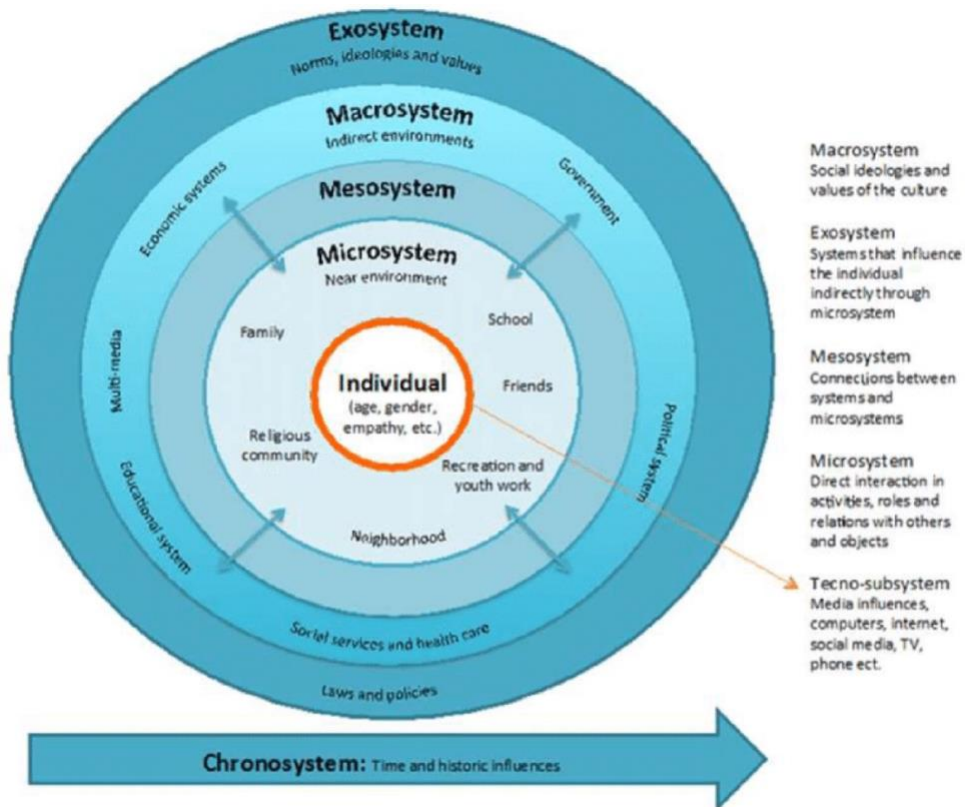 Exosystem
Norms, ideologies and values
Macrosystem
Indirect environments
Economic systems
Government
Mesosystem
Microsystem
Near environment
Family
School
Multi-media
Individual
(age, gender,
empathy, etc.)
Friends
Religious
community
Recreation and
youth work
Political system
Educational system
Neighborhood
Social services and health care
Laws and policies
Chronosystem: Time and historic influences
Macrosystem
Social ideologies and
values of the culture
Exosystem
Systems that influence
the individual
indirectly through
microsystem
Mesosystem
Connections between
systems and
microsystems
Microsystem
Direct interaction in
activities, roles and
relations with others
and objects
Tecno-subsystem
Media influences,
computers, internet,
social media, TV,
phone ect.